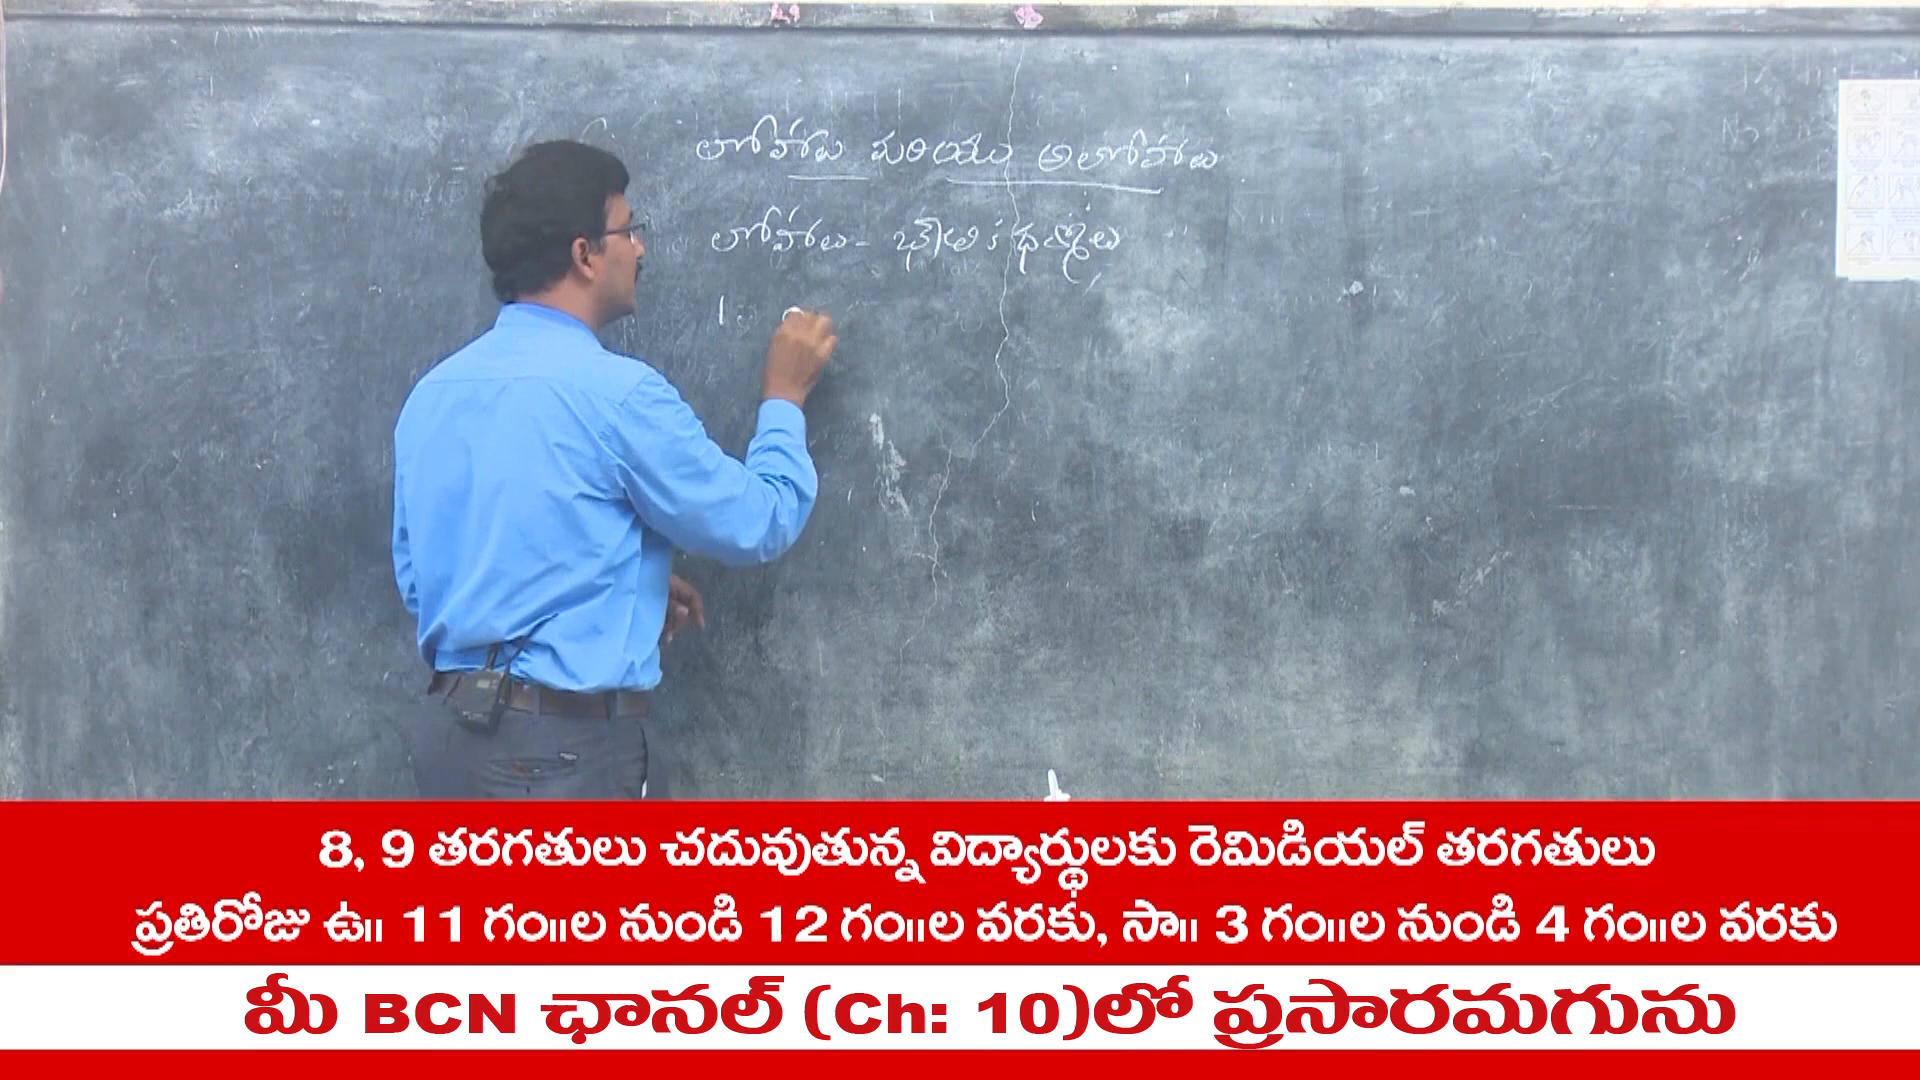 లోహాలు మరియు అలోహాలు
లోహాలు - భౌతిక ధర్మాలు
1
8, 9 తరగతులు చదువుతున్న విద్యార్థులకు రెమిడియల్ తరగతులు
ప్రతిరోజు ఉ॥ 11 గం॥ల నుండి 12 గం॥ల వరకు, సా॥ 3 గం॥ల నుండి 4 గం॥ల వరకు
మీ BCN ఛానల్ (Ch: 10)లో ప్రసారమగును